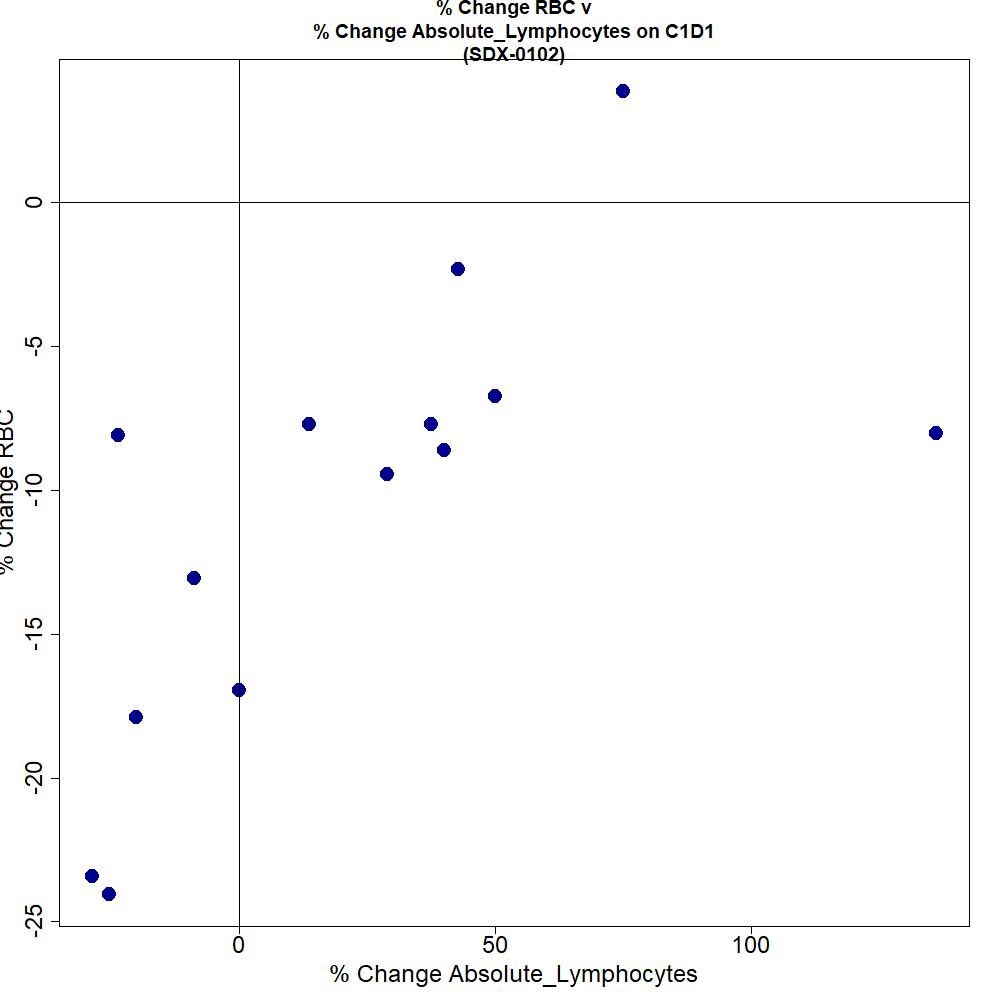 % Change RBC v
% Change Absolute_Lymphocytes on C1D1
(SDX-0102)
0
-5
-10
-15
-20
-25
% Change RBC
0
50
100
% Change Absolute_Lymphocytes